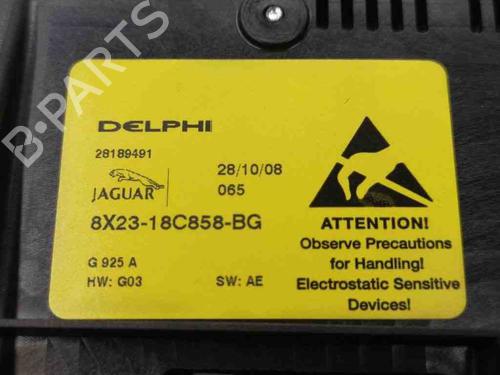 B-PARTS
DELPHI
28189491
28/10/08
JAGUAR
065
8X23-18C858-BG
G 925 A
HW: G03
SW: AE
ATTENTION!
Observe Precautions
for Handling!
Electrostatic Sensitive
Devices!